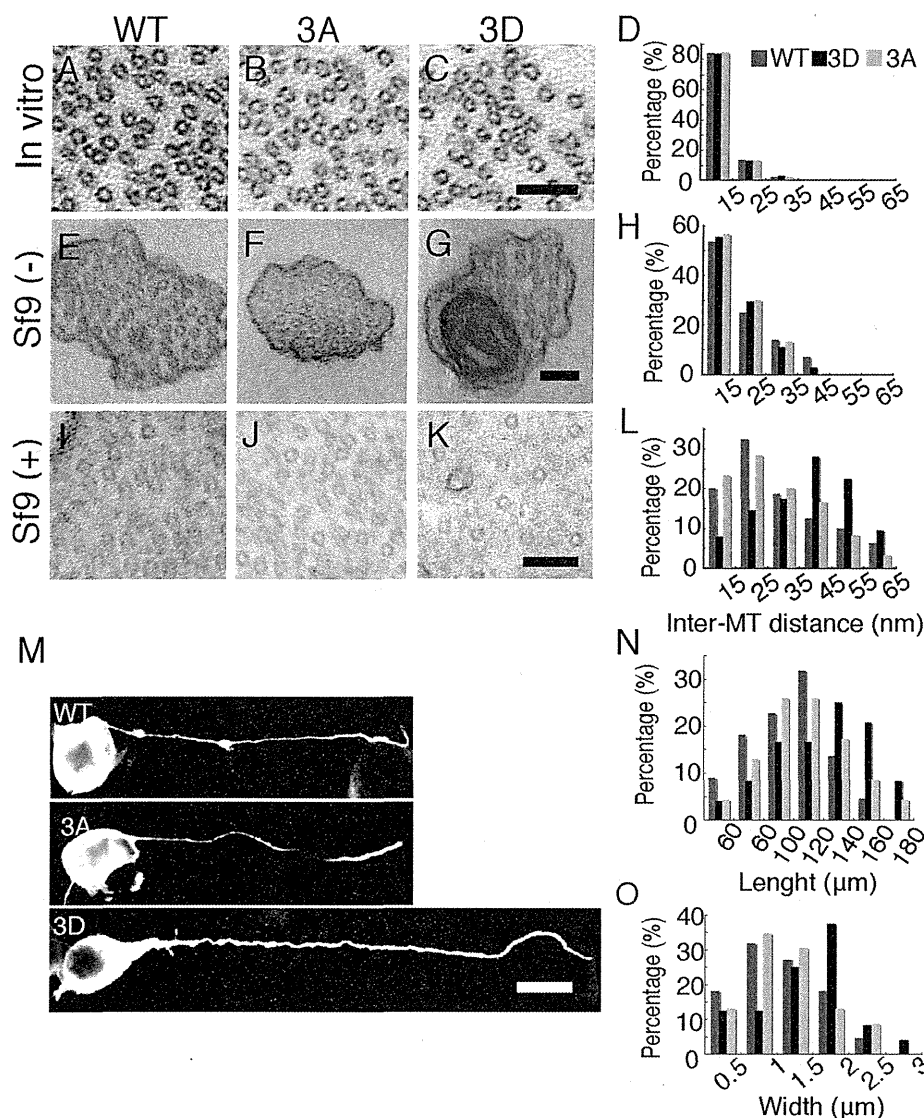 WT 3A 3D
In vitro
A B C
D
Percentage (%)
80
60
40
20
0
WT 3D 3A
15 25 35 45 55 65
Sf9 (-)
E F G
H
Percentage (%)
60
30
0
15 25 35 45 55 65
Sf9 (+)
I J K
L
Percentage (%)
30
20
10
0
15 25 35 45 55 65
Inter-MT distance (nm)
M
WT
3A
3D
N
Percentage (%)
30
20
10
0
60 60 100 120 140 160 180
Lenght (µm)
O
Percentage (%)
40
30
20
10
0
0.5 1 1.5 2 2.5 3
Width (µm)